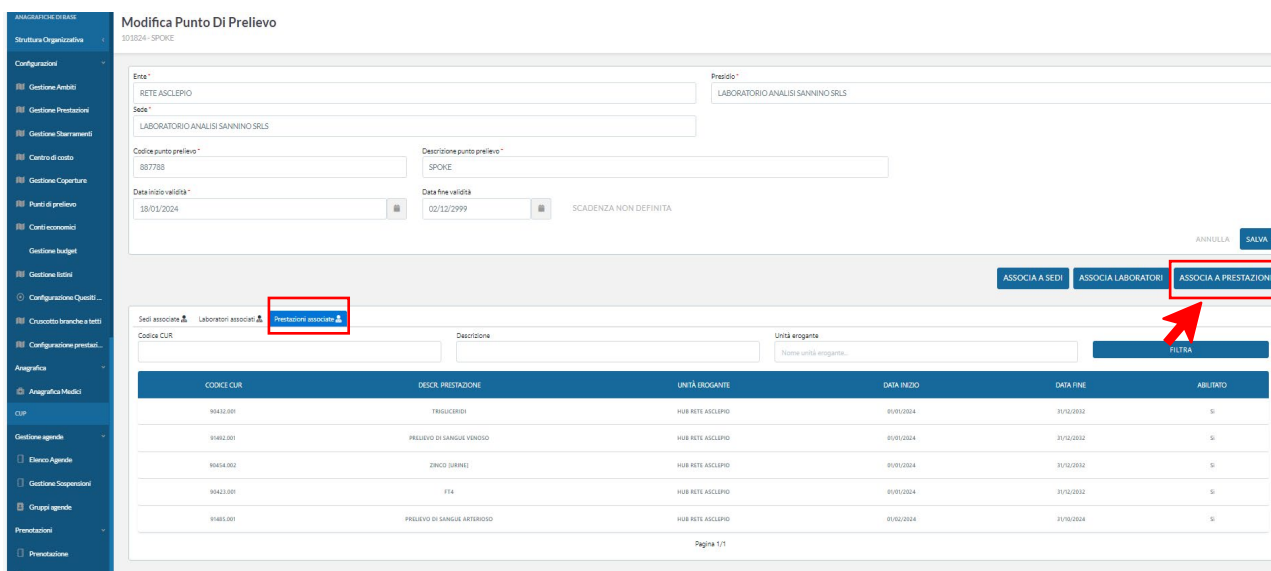 ANAGRAFICHE DI BASE
Struttura Organizzativa
Configurazioni
Gestione Ambiti
Gestione Prestazioni
Gestione Sbarramenti
Centro di costo
Gestione Coperture
Punti di prelievo
Conti economici
Gestione budget
Gestione listini
Configurazione Quesiti ...
Cruscotto branche a tetti
Configurazione prestazi...
Anagrafica
Anagrafica Medici
CUP
Gestione agende
Elenco Agende
Gestione Sospensioni
Gruppi agende
Prenotazioni
Prenotazione
Modifica Punto Di Prelievo
101824 - SPOKE
Ente * Presidio *
RETE ASCLEPIO LABORATORIO ANALISI SANNINO SRLS
Sede *
LABORATORIO ANALISI SANNINO SRLS
Codice punto prelievo * Descrizione punto prelievo *
887788 SPOKE
Data inizio validità * Data fine validità
18/01/2024 02/12/2999 SCADENZA NON DEFINITA
ANNULLA SALVA
ASSOCIA A SEDI ASSOCIA LABORATORI ASSOCIA A PRESTAZIONI
Sedi associate Laboratori associati Prestazioni associate
Codice CUR Descrizione Unità erogante
Nome unità erogante... FILTRA
CODICE CUR DESCR. PRESTAZIONE UNITÀ EROGANTE DATA INIZIO DATA FINE ABILITATO
90432.001 TRIGLICERIDI HUB RETE ASCLEPIO 01/01/2024 31/12/2032 Si
91492.001 PRELIEVO DI SANGUE VENOSO HUB RETE ASCLEPIO 01/01/2024 31/12/2032 Si
90454.002 ZINCO [URINE] HUB RETE ASCLEPIO 01/01/2024 31/12/2032 Si
90423.001 FT4 HUB RETE ASCLEPIO 01/01/2024 31/12/2032 Si
91485.001 PRELIEVO DI SANGUE ARTERIOSO HUB RETE ASCLEPIO 01/02/2024 31/10/2024 Si
Pagina 1/1